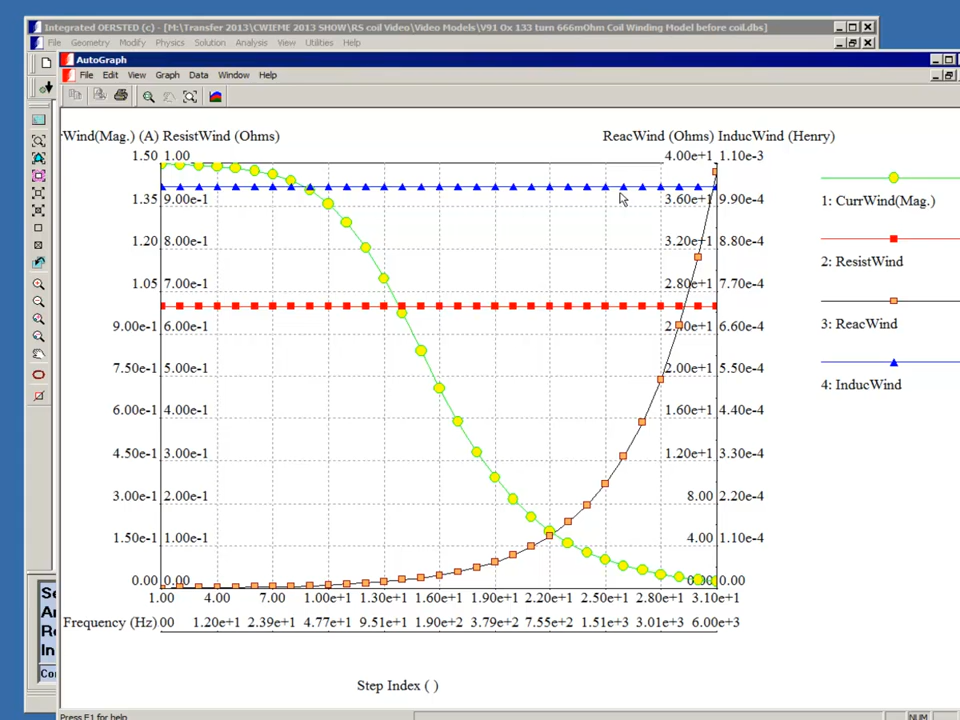 Integrated OERSTED (c) - [M:\Transfer 2013\CWIEME 2013 SHOW\RS coil Video\Video Models\V91 Ox 133 turn 666mOhm Coil Winding Model before coil.dbs]
File Geometry Modify Physics Solution Analysis View Utilities Help
AutoGraph
File Edit View Graph Data Window Help
rWind(Mag.) (A) ResistWind (Ohms) ReacWind (Ohms) InducWind (Henry)
1.50 1.00 4.00e+1 1.10e-3
1: CurrWind(Mag.)
1.35 9.00e-1 3.60e+1 9.90e-4
1.20 8.00e-1 3.20e+1 8.80e-4
2: ResistWind
1.05 7.00e-1 2.80e+1 7.70e-4
9.00e-1 6.00e-1 6.60e-4
3: ReacWind
7.50e-1 5.00e-1 2.00e+1 5.50e-4
4: InducWind
6.00e-1 4.00e-1 1.60e+1 4.40e-4
4.50e-1 3.00e-1 1.20e+1 3.30e-4
3.00e-1 2.00e-1 8.00 2.20e-4
1.50e-1 1.00e-1 4.00 1.10e-4
0.00 0.00 0.00 0.00
1.00 4.00 7.00 1.00e+1 1.30e+1 1.60e+1 1.90e+1 2.20e+1 2.50e+1 2.80e+1 3.10e+1
Frequency (Hz) 00 1.20e+1 2.39e+1 4.77e+1 9.51e+1 1.90e+2 3.79e+2 7.55e+2 1.51e+3 3.01e+3 6.00e+3
Step Index ( )
Se
Ar
Re
In
Co
Press F1 for help
NUM